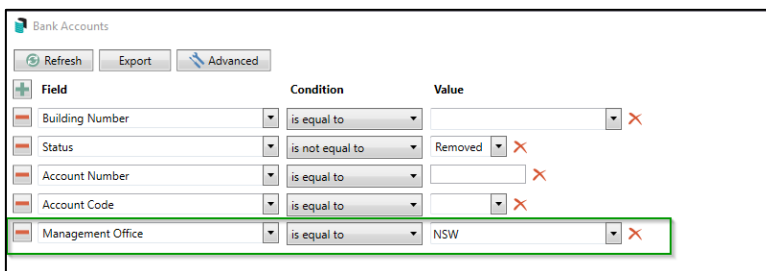 Bank Accounts
Refresh Export Advanced
Field Condition Value
Building Number is equal to
Status is not equal to Removed
Account Number is equal to
Account Code is equal to
Management Office is equal to NSW